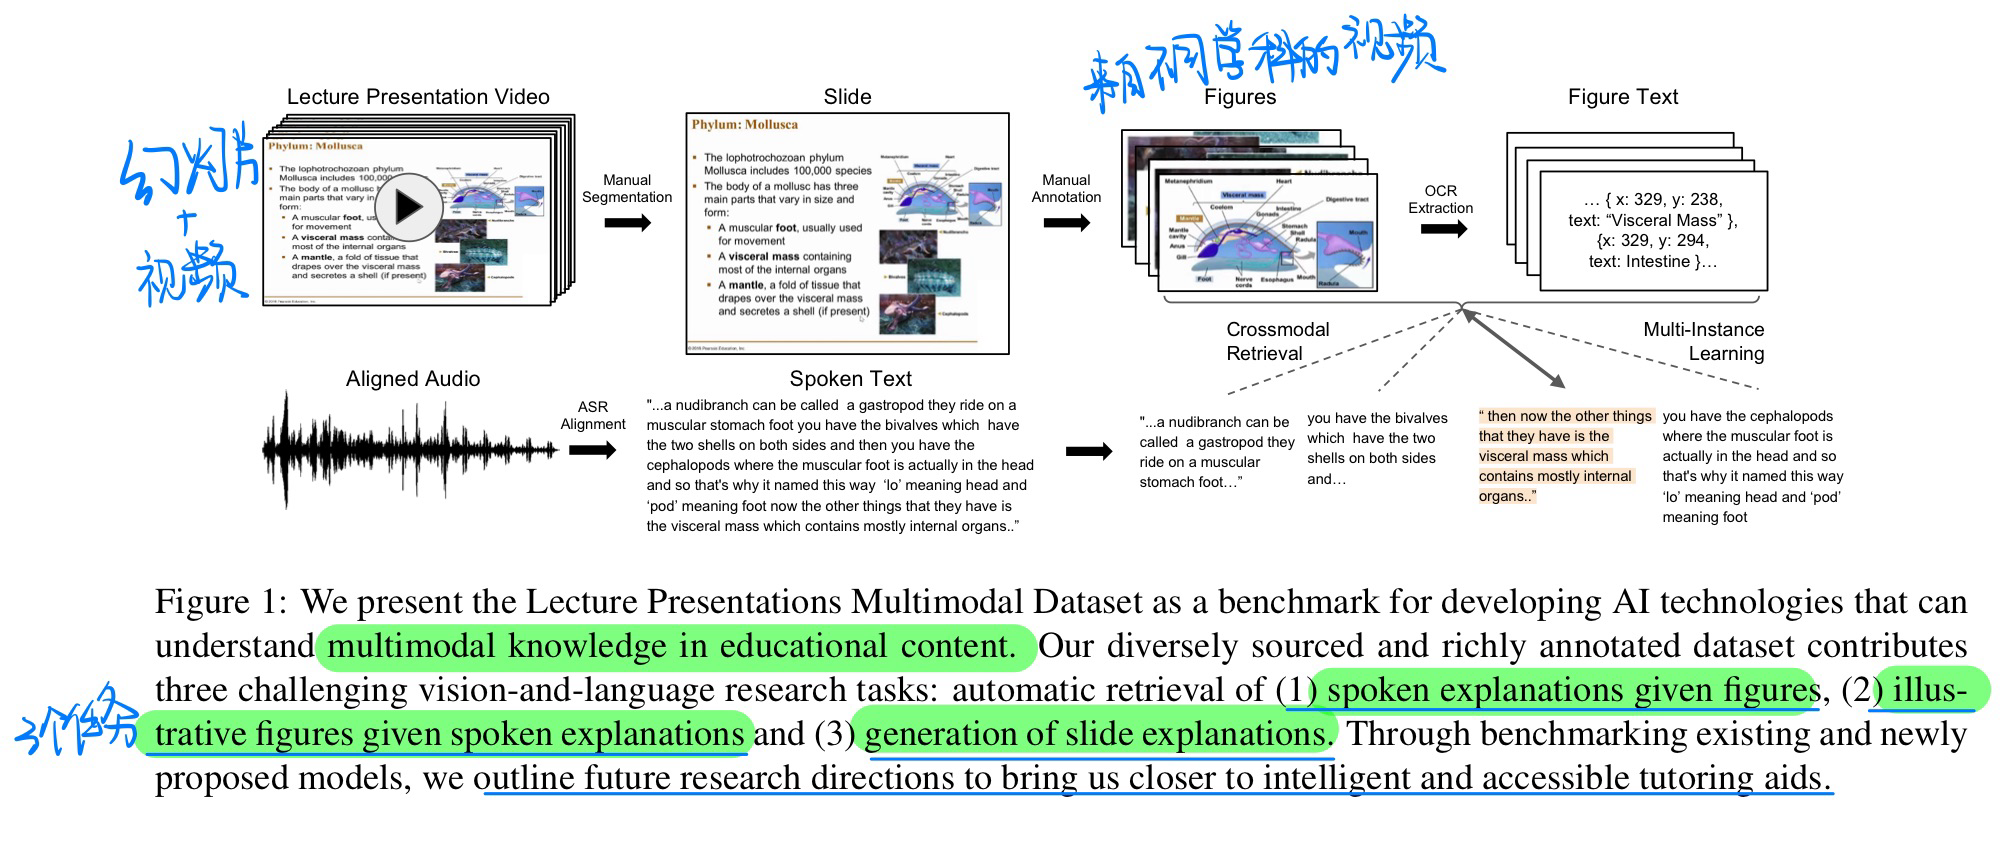 来自不同学科的视频
Lecture Presentation Video
Slide
Figures
Figure Text
幻灯片
+
视频
Phylum: Mollusca
The lophotrochozoan phylum
Mollusca includes 100,000
The body of a mollusc
main parts that vary in size
form:
A muscular foot,
for movement
A visceral mass
most of the internal organs
A mantle, a fold of tissue that
drapes over the visceral mass
and secretes a shell (if present)
Manual
Segmentation
Phylum: Mollusca
The lophotrochozoan phylum
Mollusca includes 100,000 species
The body of a mollusc has three
main parts that vary in size and
form:
A muscular foot, usually used
for movement
A visceral mass containing
most of the internal organs
A mantle, a fold of tissue that
drapes over the visceral mass
and secretes a shell (if present)
Nudibranchs
Bivalves
Cephalopods
Manual
Annotation
Metanephridium
Heart
Visceral mass
Digestive tract
Coelom
Intestine
Gonads
Mantle
Stomach
Mantle
cavity
Shell
Radula
Mouth
Anus
Gill
Foot
Nerve
cords
Esophagus
Mouth
Radula
OCR
Extraction
… { x: 329, y: 238,
text: “Visceral Mass” },
{x: 329, y: 294,
text: Intestine }…
Crossmodal
Retrieval
Multi-Instance
Learning
Aligned Audio
ASR
Alignment
Spoken Text
"...a nudibranch can be called a gastropod they ride on a
muscular stomach foot you have the bivalves which have
the two shells on both sides and then you have the
cephalopods where the muscular foot is actually in the head
and so that's why it named this way ‘lo’ meaning head and
‘pod’ meaning foot now the other things that they have is
the visceral mass which contains mostly internal organs..”
"...a nudibranch can be
called a gastropod they
ride on a muscular
stomach foot…”
you have the bivalves
which have the two
shells on both sides
and…
“ then now the other things
that they have is the
visceral mass which
contains mostly internal
organs..”
you have the cephalopods
where the muscular foot is
actually in the head and so
that's why it named this way
‘lo’ meaning head and ‘pod’
meaning foot
Figure 1: We present the Lecture Presentations Multimodal Dataset as a benchmark for developing AI technologies that can
understand multimodal knowledge in educational content. Our diversely sourced and richly annotated dataset contributes
three challenging vision-and-language research tasks: automatic retrieval of (1) spoken explanations given figures, (2) illus-
3个任务
trative figures given spoken explanations and (3) generation of slide explanations. Through benchmarking existing and newly
proposed models, we outline future research directions to bring us closer to intelligent and accessible tutoring aids.